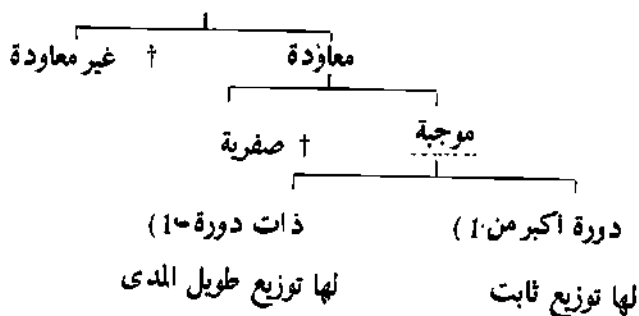 معاودة † غير معاودة
موجبة † صفرية
دورة أكبر من 1 ) ذات دورة =1 )
لها توزيع ثابت لها توزيع طويل المدى